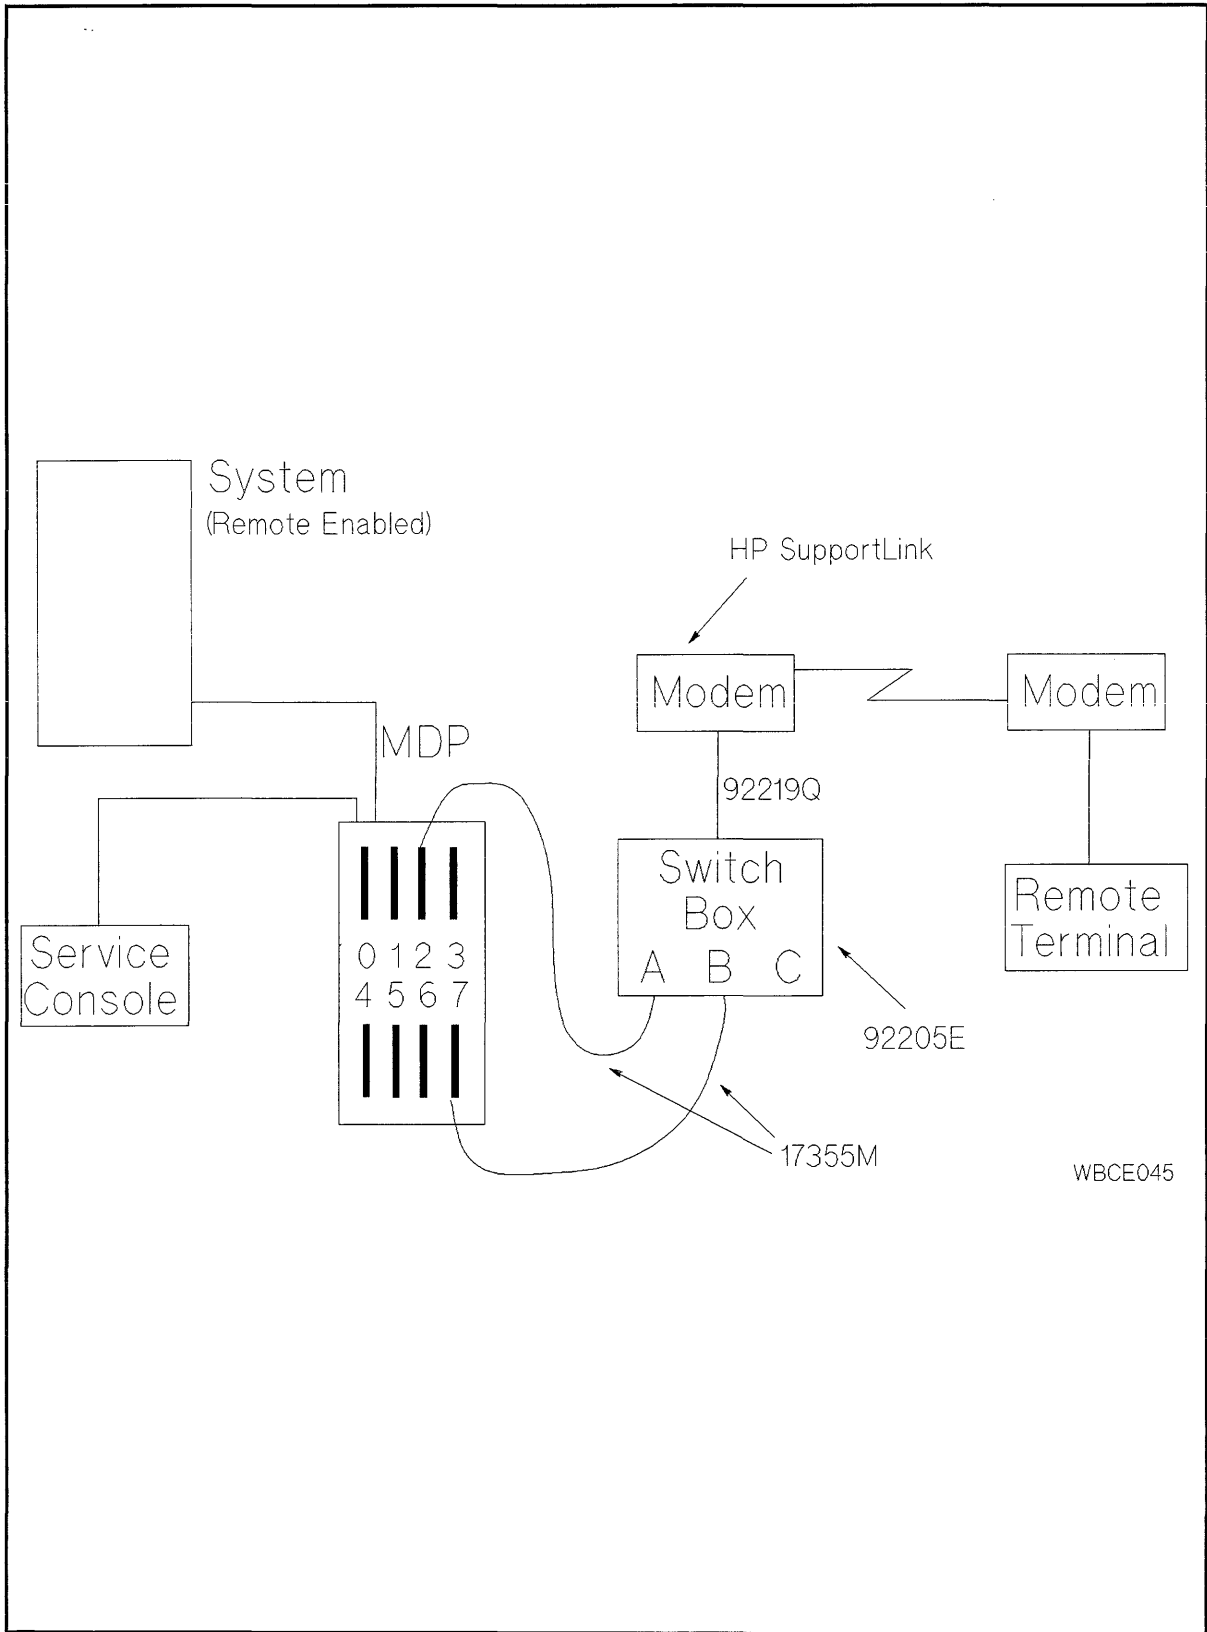 System
(Remote Enabled)
HP SupportLink
Modem
Modem
MDP
92219Q
Switch
Box
A B C
Remote
Terminal
Service
Console
0 1 2 3
4 5 6 7
92205E
17355M
WBCE045